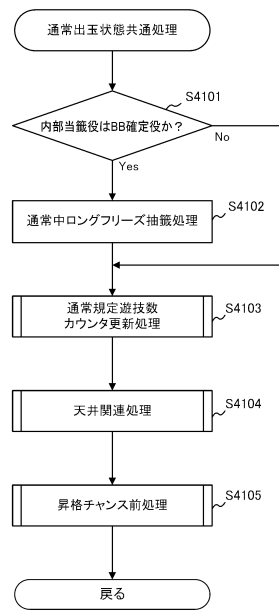 通常出玉状態共通処理
S4101
内部当籤役はBB確定役か？
No
Yes
S4102
通常中ロングフリーズ抽籤処理
通常規定遊技数
カウンタ更新処理
S4103
天井関連処理
S4104
昇格チャンス前処理
S4105
戻る